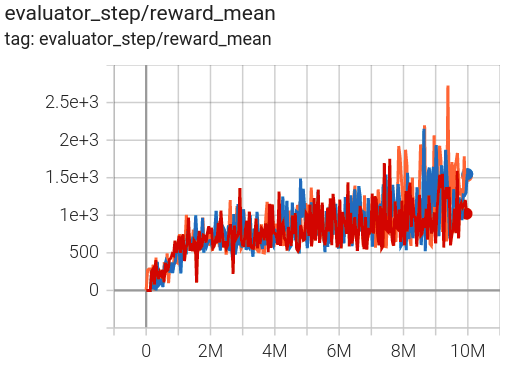 evaluator_step/reward_mean
tag: evaluator_step/reward_mean
2.5e+3
2e+3
1.5e+3
1e+3
500
0
0 2M 4M 6M 8M 10M